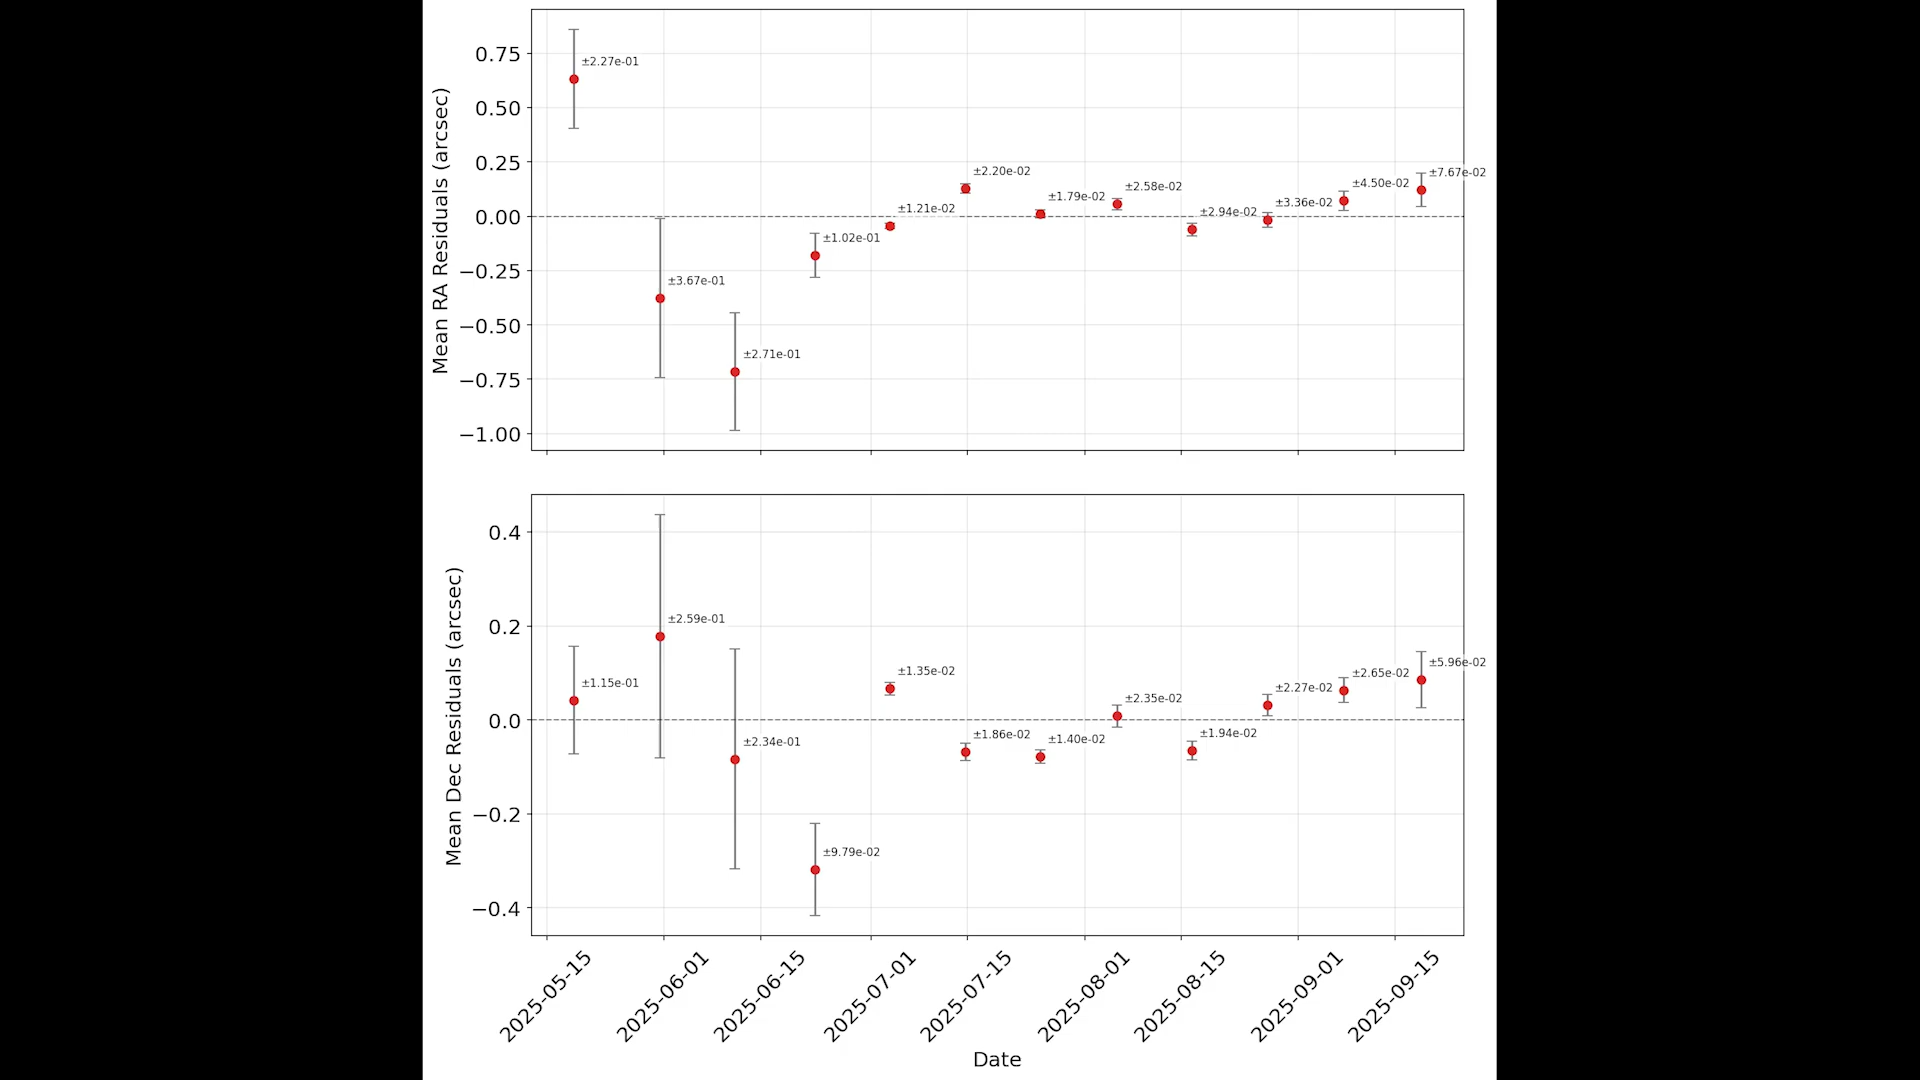 Mean RA Residuals (arcsec)
0.75
0.50
0.25
0.00
−0.25
−0.50
−0.75
−1.00
±2.27e-01
±3.67e-01
±2.71e-01
±1.02e-01
±1.21e-02
±2.20e-02
±1.79e-02
±2.58e-02
±2.94e-02
±3.36e-02
±4.50e-02
±7.67e-02
Mean Dec Residuals (arcsec)
0.4
0.2
0.0
−0.2
−0.4
±1.15e-01
±2.59e-01
±2.34e-01
±9.79e-02
±1.35e-02
±1.86e-02
±1.40e-02
±2.35e-02
±1.94e-02
±2.27e-02
±2.65e-02
±5.96e-02
2025-05-15
2025-06-01
2025-06-15
2025-07-01
2025-07-15
2025-08-01
2025-08-15
2025-09-01
2025-09-15
Date